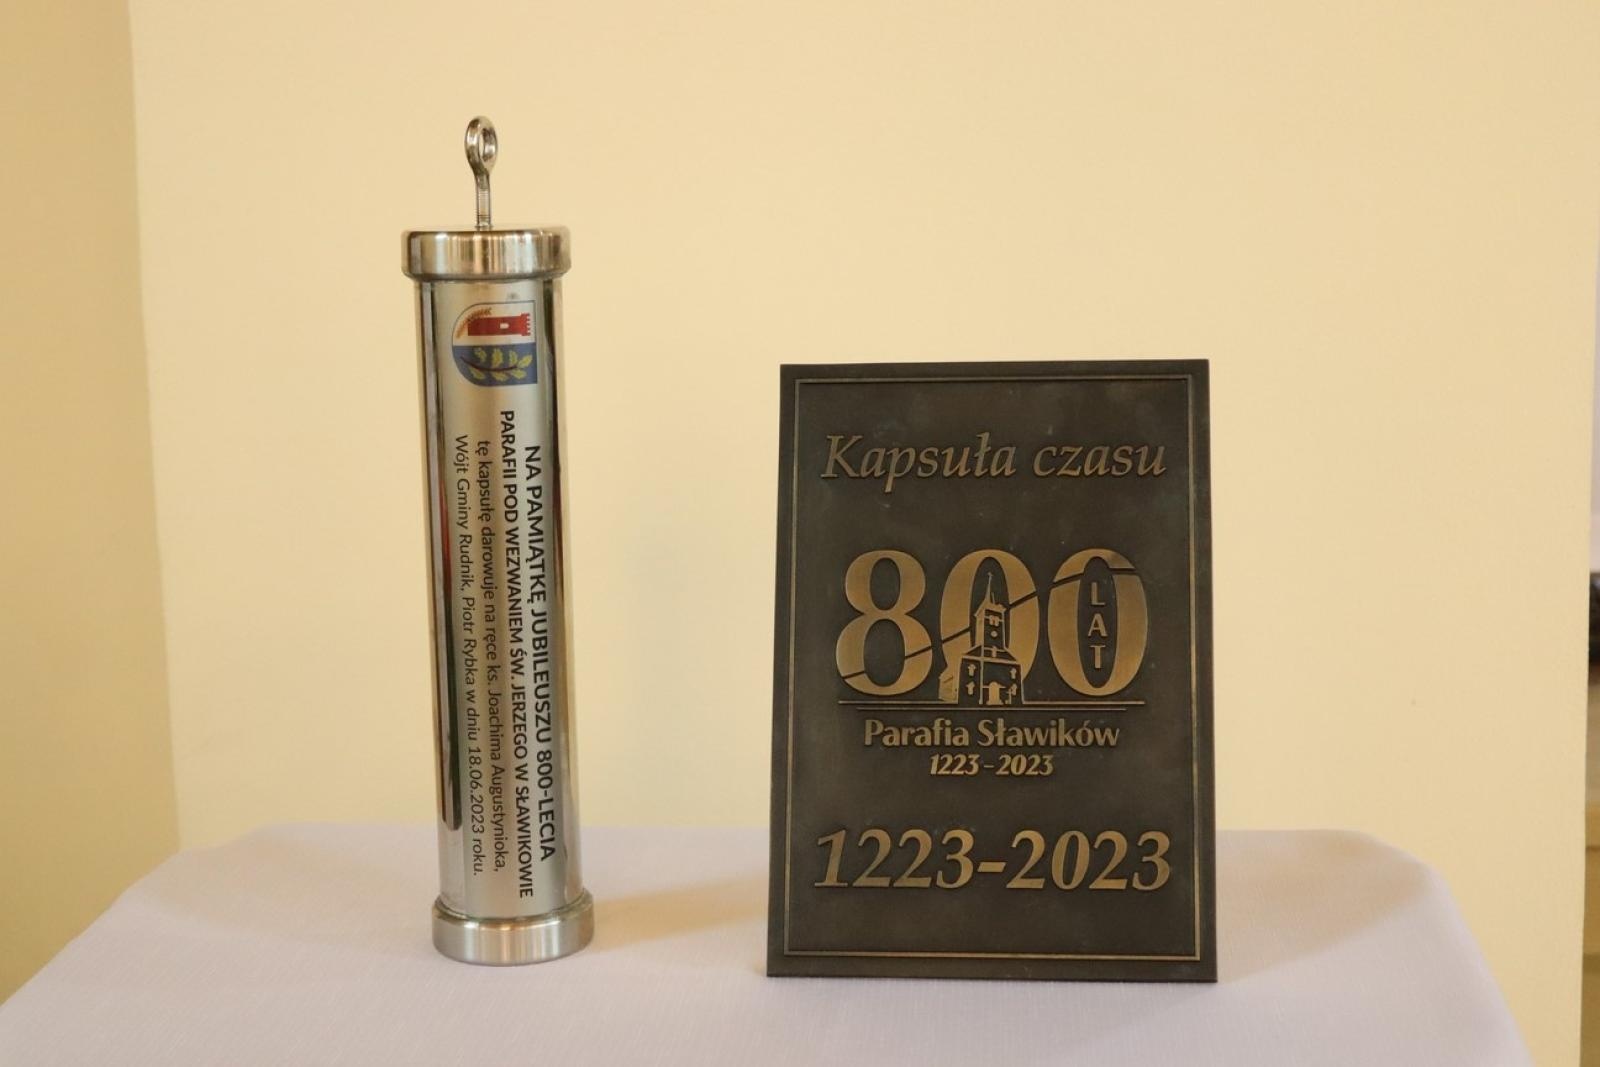 NA PAMIĄTKĘ JUBILEUSZU 800-LECIA
PARAFII POD WEZWANIEM ŚW. JERZEGO W SŁAWIKOWIE
tę kapsułę darowuje na ręce ks. Joachima Augustynioka,
Wójt Gminy Rudnik, Piotr Rybka w dniu 18.06.2023 roku.
Kapsuła czasu
800
LAT
Parafia Sławików
1223-2023
1223-2023